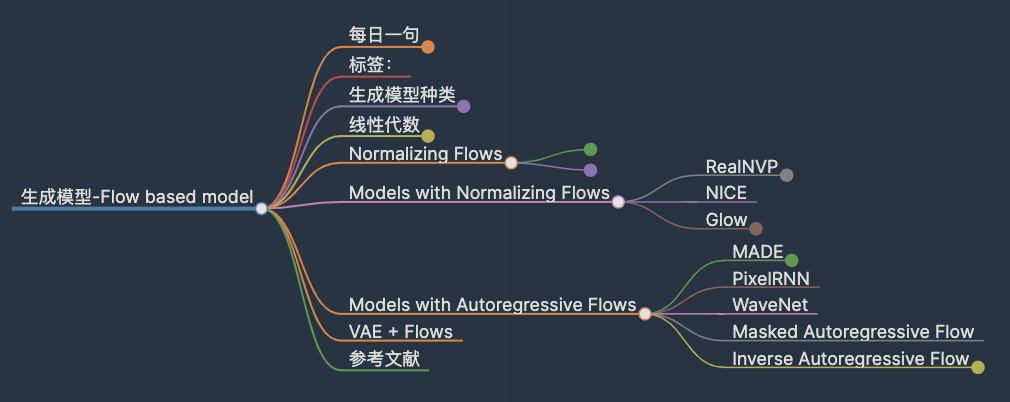 每日一句
标签：
生成模型种类
线性代数
Normalizing Flows
生成模型-Flow based model
Models with Normalizing Flows
RealNVP
NICE
Glow
Models with Autoregressive Flows
MADE
PixelRNN
WaveNet
Masked Autoregressive Flow
Inverse Autoregressive Flow
VAE + Flows
参考文献